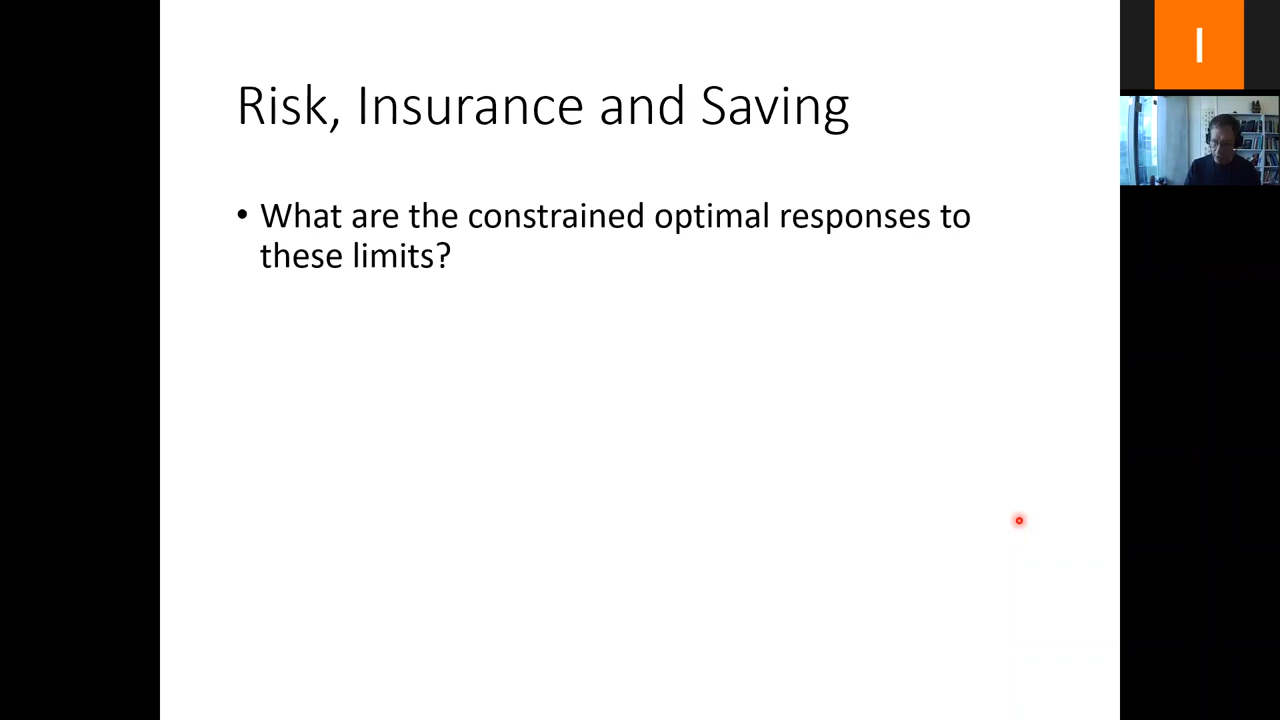 Risk, Insurance and Saving
• What are the constrained optimal responses to
these limits?
I